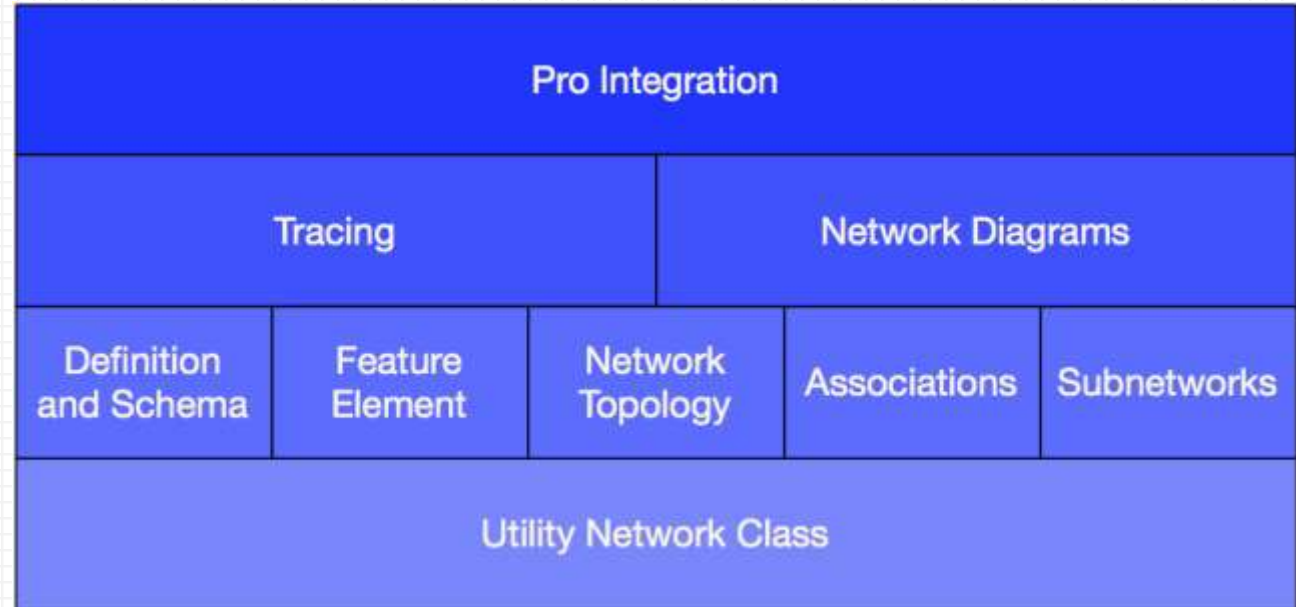 Pro Integration
Tracing
Network Diagrams
Definition
and Schema
Feature
Element
Network
Topology
Associations
Subnetworks
Utility Network Class